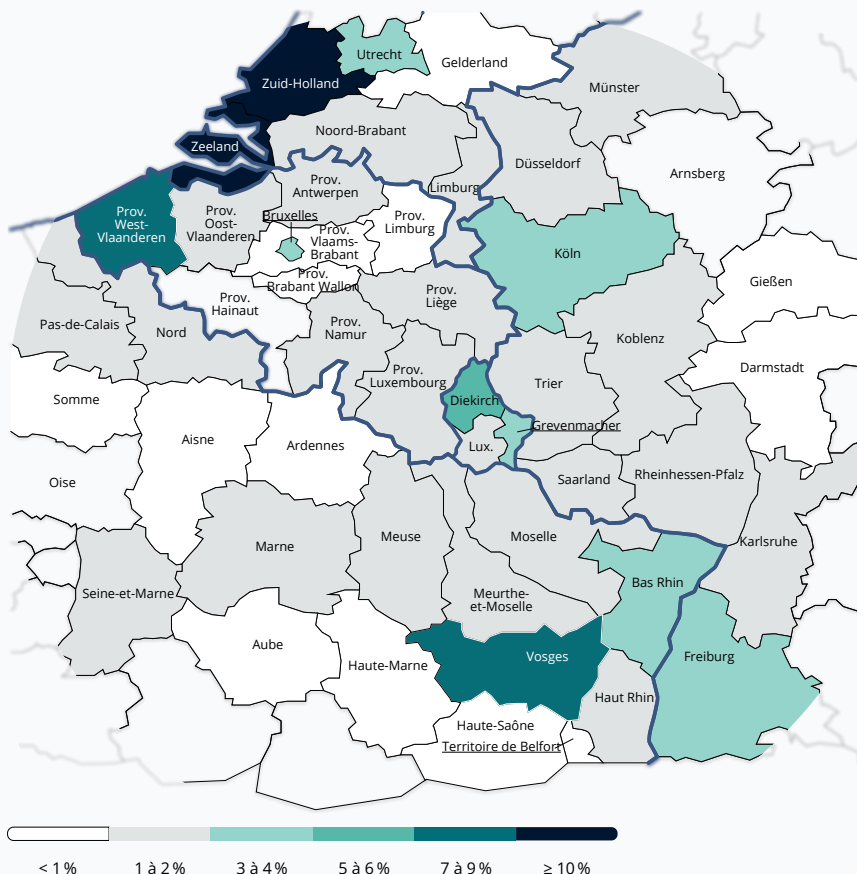 Utrecht
Gelderland
Zuid-Holland
Münster
Noord-Brabant
Zeeland
Düsseldorf
Arnsberg
Prov.
Antwerpen
Limburg
Prov.
West-
Vlaanderen
Prov.
Oost-
Vlaanderen
Bruxelles
Prov.
Vlaams-
Brabant
Prov.
Limburg
Köln
Prov.
Brabant Wallon
Gießen
Prov.
Hainaut
Prov.
Liège
Pas-de-Calais
Nord
Prov.
Namur
Koblenz
Prov.
Luxembourg
Trier
Darmstadt
Somme
Diekirch
Grevenmacher
Aisne
Ardennes
Lux.
Oise
Saarland
Rheinhessen-Pfalz
Marne
Meuse
Moselle
Karlsruhe
Seine-et-Marne
Meurthe-
et-Moselle
Bas Rhin
Aube
Haute-Marne
Vosges
Freiburg
Haut Rhin
Haute-Saône
Territoire de Belfort
< 1 % 1 à 2 % 3 à 4 % 5 à 6 % 7 à 9 % ≥ 10 %